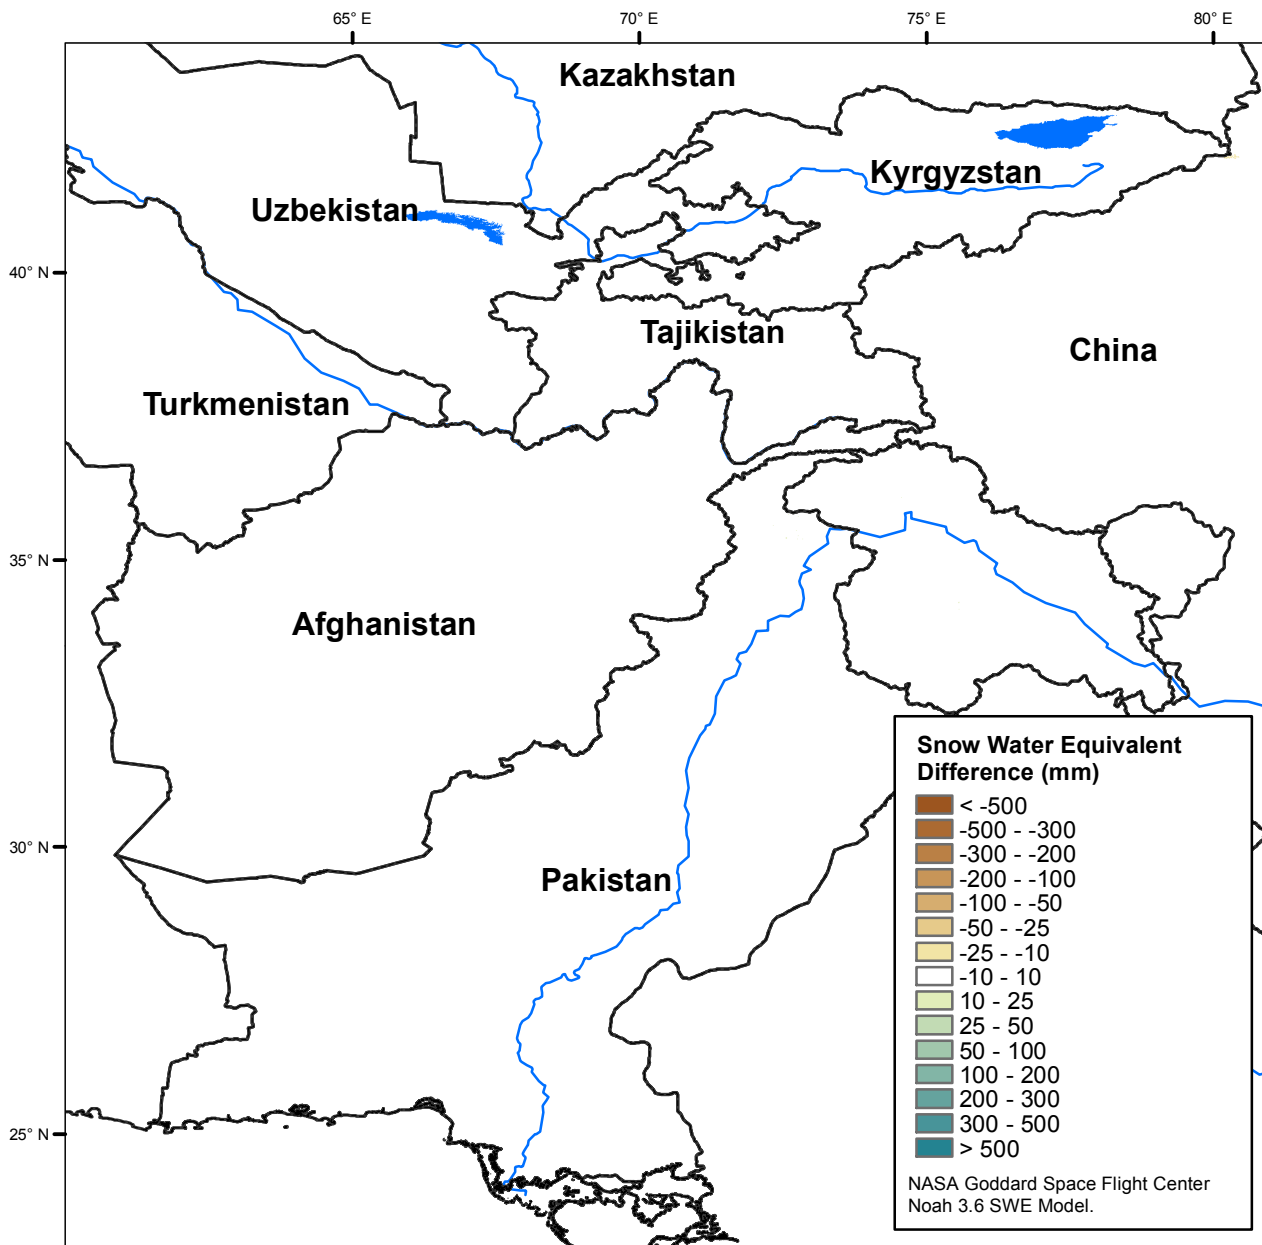 65° E
70° E
75° E
80° E
Kazakhstan
Kyrgyzstan
Uzbekistan
40° N
Tajikistan
China
Turkmenistan
35° N
Afghanistan
30° N
Pakistan
25° N
Snow Water Equivalent
Difference (mm)
< -500
-500 - -300
-300 - -200
-200 - -100
-100 - -50
-50 - -25
-25 - -10
-10 - 10
10 - 25
25 - 50
50 - 100
100 - 200
200 - 300
300 - 500
> 500
NASA Goddard Space Flight Center
Noah 3.6 SWE Model.